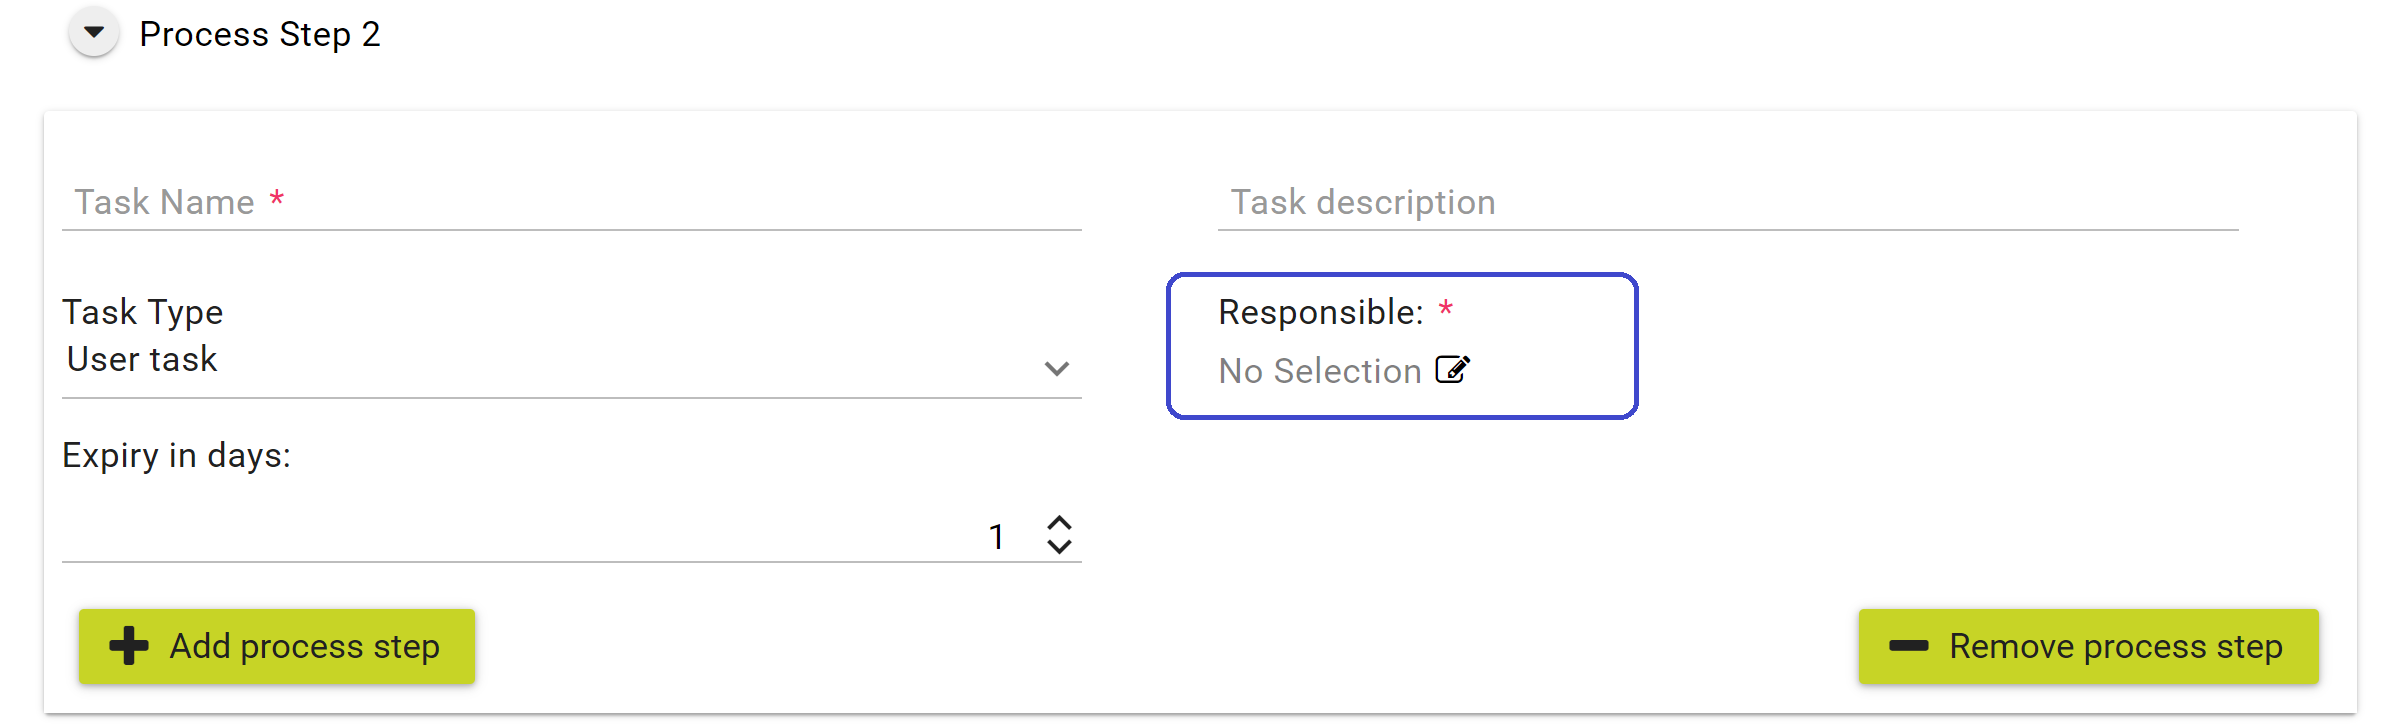 Process Step 2
Task Name *
Task description
Task Type
User task
Responsible: *
No Selection
Expiry in days:
1
Add process step
Remove process step